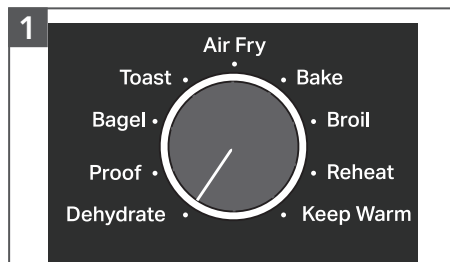 1
Air Fry
Toast Bake
Bagel Broil
Proof Reheat
Dehydrate Keep Warm